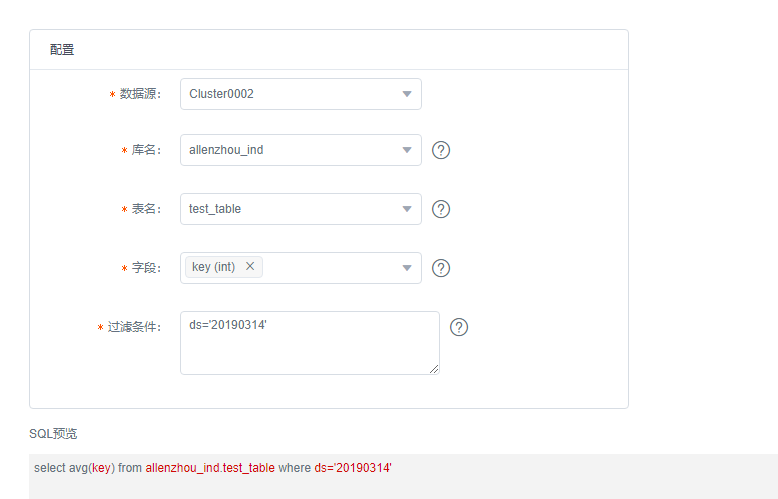 配置
* 数据源: Cluster0002
* 库名: allenzhou_ind ?
* 表名: test_table ?
* 字段: key (int) × ?
* 过滤条件: ds='20190314' ?
SQL预览
select avg(key) from allenzhou_ind.test_table where ds='20190314'